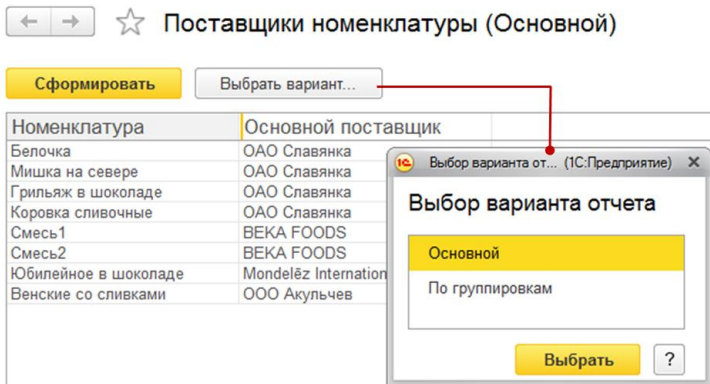 Поставщики номенклатуры (Основной)
Сформировать Выбрать вариант...
Номенклатура Основной поставщик
Белочка ОАО Славянка
Мишка на севере ОАО Славянка
Грильяж в шоколаде ОАО Славянка
Коровка сливочные ОАО Славянка
Смесь1 BEKA FOODS
Смесь2 BEKA FOODS
Юбилейное в шоколаде Mondelēz Internation
Венские со сливками ООО Акульчев
1С Выбор варианта от... (1С:Предприятие)
Выбор варианта отчета
Основной
По группировкам
Выбрать ?